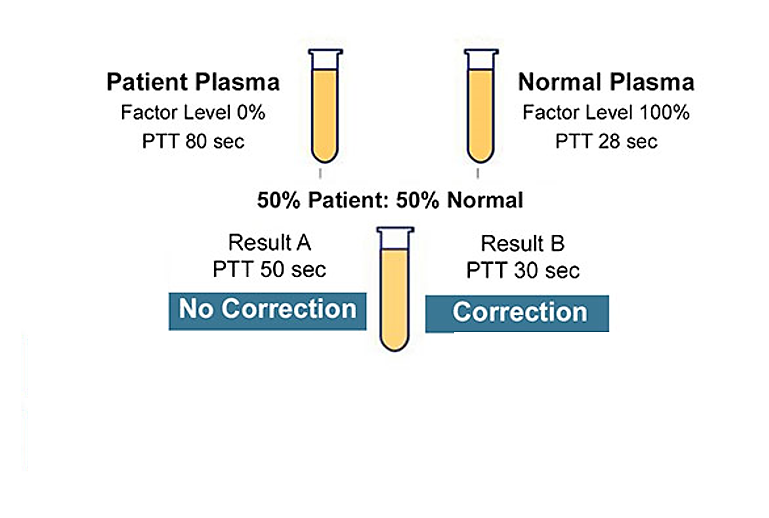 Patient Plasma
Factor Level 0%
PTT 80 sec
Normal Plasma
Factor Level 100%
PTT 28 sec
50% Patient: 50% Normal
Result A
PTT 50 sec
No Correction
Result B
PTT 30 sec
Correction